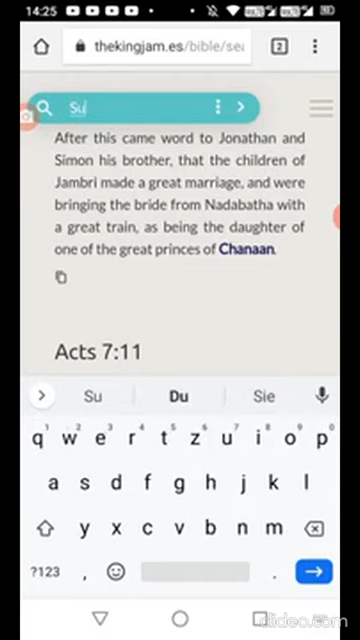 14:25
thekingjam.es/bible/sea
2
Su
After this came word to Jonathan and
Simon his brother, that the children of
Jambri made a great marriage, and were
bringing the bride from Nadabatha with
a great train, as being the daughter of
one of the great princes of Chanaan.
Acts 7:11
Su Du Sie
1 2 3 4 5 6 7 8 9 0
q w e r t z u i o p
a s d f g h j k l
y x c v b n m
?123 , .
clideo.com